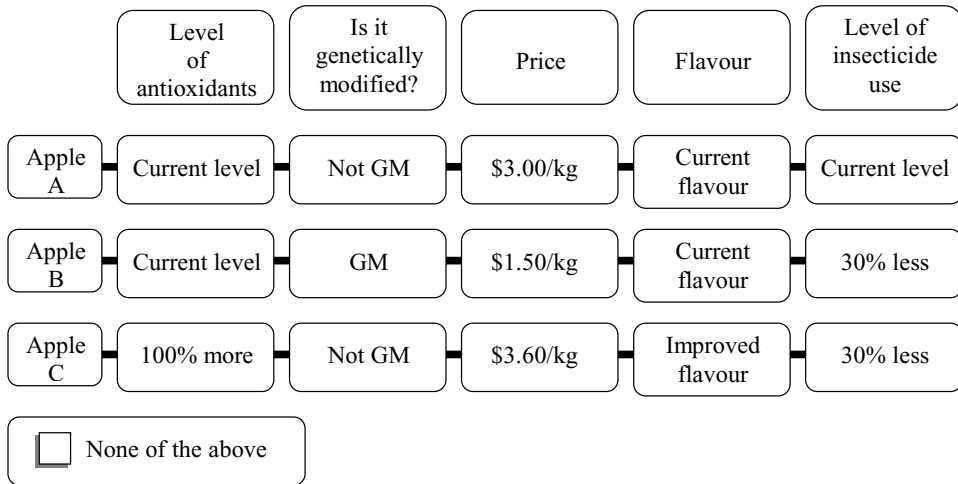 Level
of
antioxidants
Is it
genetically
modified?
Price
Flavour
Level of
insecticide
use
Apple
A
Current level
Not GM
$3.00/kg
Current
flavour
Current level
Apple
B
Current level
GM
$1.50/kg
Current
flavour
30% less
Apple
C
100% more
Not GM
$3.60/kg
Improved
flavour
30% less
None of the above